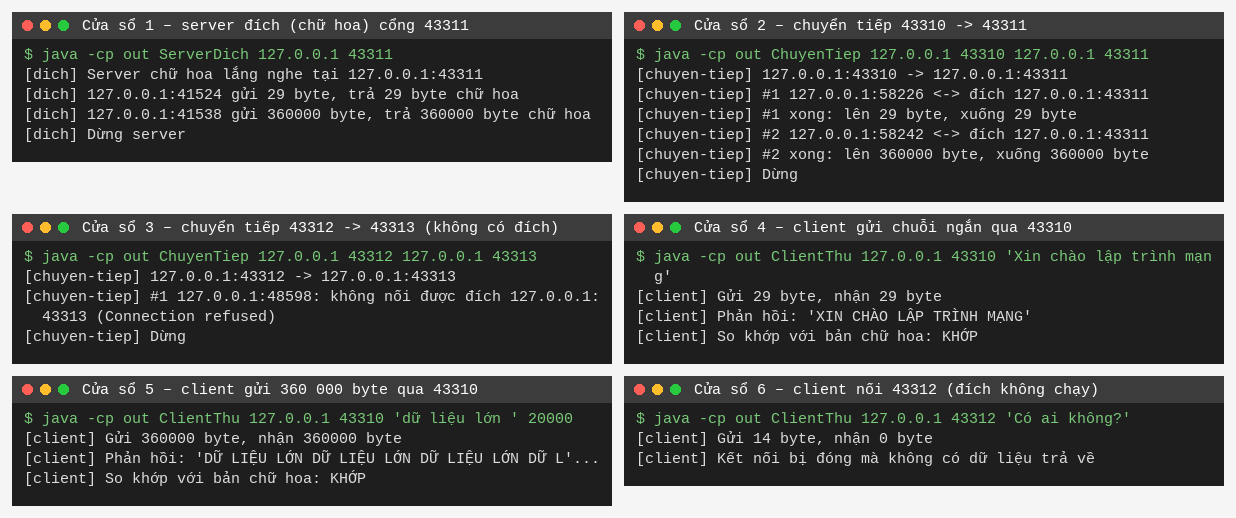 Cửa sổ 1 – server đích (chữ hoa) cổng 43311
$ java -cp out ServerDich 127.0.0.1 43311
[dich] Server chữ hoa lắng nghe tại 127.0.0.1:43311
[dich] 127.0.0.1:41524 gửi 29 byte, trả 29 byte chữ hoa
[dich] 127.0.0.1:41538 gửi 360000 byte, trả 360000 byte chữ hoa
[dich] Dừng server
Cửa sổ 2 – chuyển tiếp 43310 -> 43311
$ java -cp out ChuyenTiep 127.0.0.1 43310 127.0.0.1 43311
[chuyen-tiep] 127.0.0.1:43310 -> 127.0.0.1:43311
[chuyen-tiep] #1 127.0.0.1:58226 <-> đích 127.0.0.1:43311
[chuyen-tiep] #1 xong: lên 29 byte, xuống 29 byte
[chuyen-tiep] #2 127.0.0.1:58242 <-> đích 127.0.0.1:43311
[chuyen-tiep] #2 xong: lên 360000 byte, xuống 360000 byte
[chuyen-tiep] Dừng
Cửa sổ 3 – chuyển tiếp 43312 -> 43313 (không có đích)
$ java -cp out ChuyenTiep 127.0.0.1 43312 127.0.0.1 43313
[chuyen-tiep] 127.0.0.1:43312 -> 127.0.0.1:43313
[chuyen-tiep] #1 127.0.0.1:48598: không nối được đích 127.0.0.1:
43313 (Connection refused)
[chuyen-tiep] Dừng
Cửa sổ 4 – client gửi chuỗi ngắn qua 43310
$ java -cp out ClientThu 127.0.0.1 43310 'Xin chào lập trình mạn
g'
[client] Gửi 29 byte, nhận 29 byte
[client] Phản hồi: 'XIN CHÀO LẬP TRÌNH MẠNG'
[client] So khớp với bản chữ hoa: KHỚP
Cửa sổ 5 – client gửi 360 000 byte qua 43310
$ java -cp out ClientThu 127.0.0.1 43310 'dữ liệu lớn ' 20000
[client] Gửi 360000 byte, nhận 360000 byte
[client] Phản hồi: 'DỮ LIỆU LỚN DỮ LIỆU LỚN DỮ LIỆU LỚN DỮ L'...
[client] So khớp với bản chữ hoa: KHỚP
Cửa sổ 6 – client nối 43312 (đích không chạy)
$ java -cp out ClientThu 127.0.0.1 43312 'Có ai không?'
[client] Gửi 14 byte, nhận 0 byte
[client] Kết nối bị đóng mà không có dữ liệu trả về